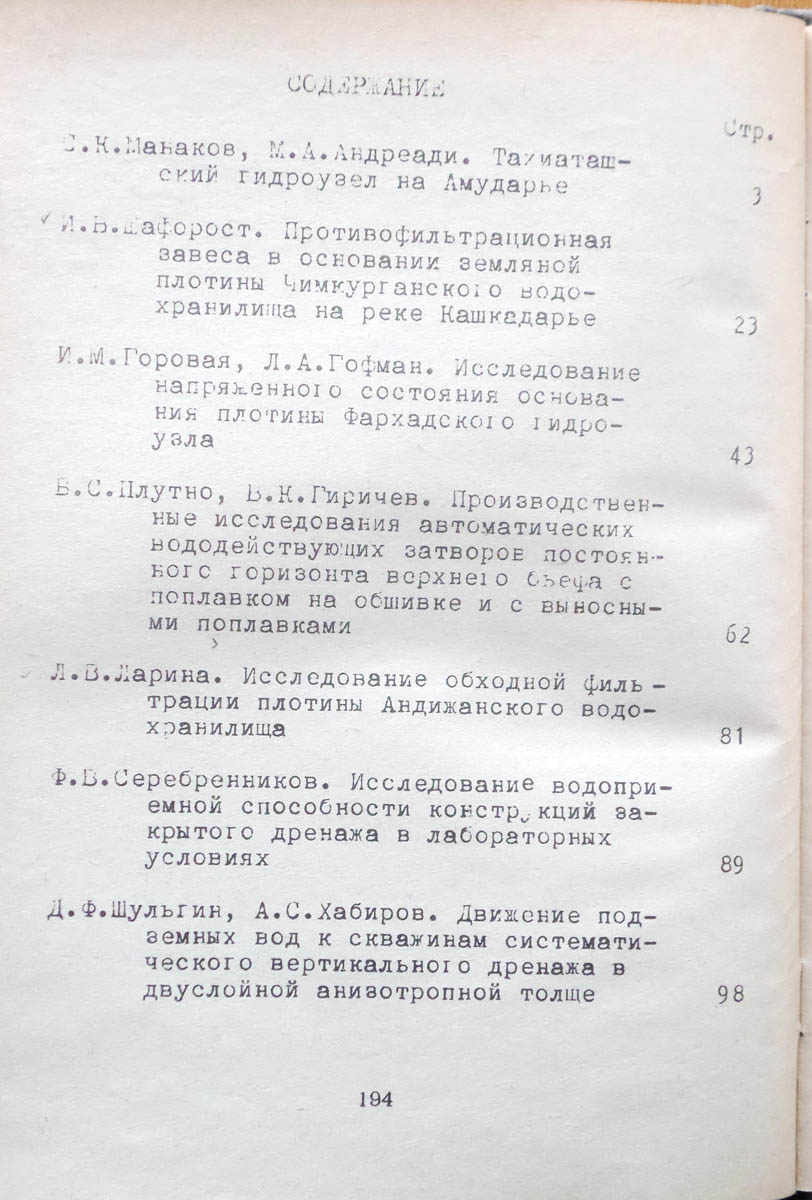 СОДЕРЖАНИЕ
Стр.
С.К.Манаков, М.А.Андреади. Тахиаташ-
ский гидроузел на Амударье 3
И.В.Шафорост. Противофильтрационная
завеса в основании земляной
плотины Чимкурганского водо-
хранилища на реке Кашкадарье 23
И.М.Горовая, Л.А.Гофман. Исследование
напряженного состояния основа-
ния плотины Фархадского гидро-
узла 43
В.С.Плутно, В.К.Гиричев. Производствен-
ные исследования автоматических
вододействующих затворов постоян-
ного горизонта верхнего бьефа с
поплавком на обшивке и с выносны-
ми поплавками 62
Л.В.Ларина. Исследование обходной филь-
трации плотины Андижанского водо-
хранилища 81
Ф.В.Серебренников. Исследование водопри-
емной способности конструкций за-
крытого дренажа в лабораторных
условиях 89
Д.Ф.Шульгин, А.С.Хабиров. Движение под-
земных вод к скважинам системати-
ческого вертикального дренажа в
двуслойной анизотропной толще 98
194